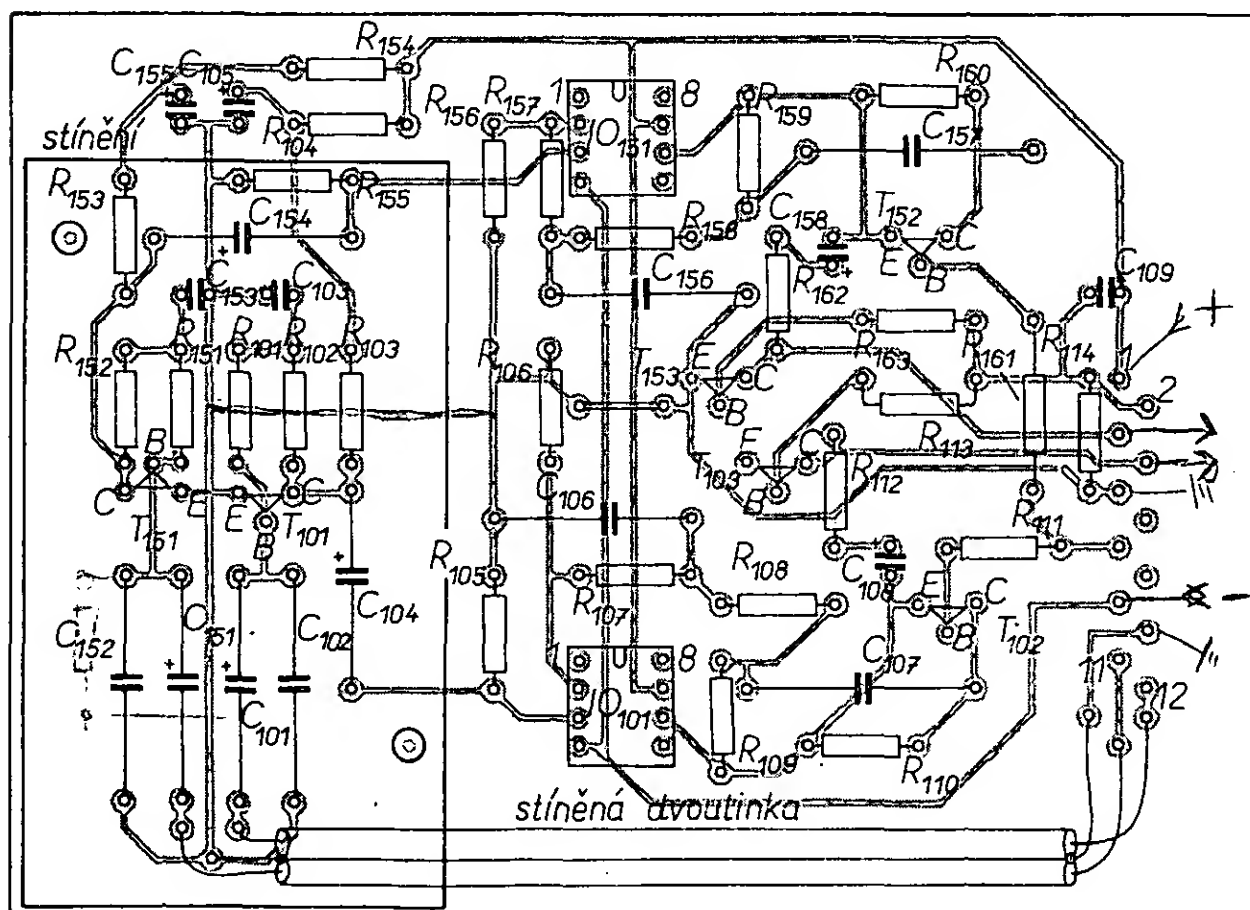 R154
C155 C105
1 U 8
R160
R156 R157
R159
stínění
R104
IO151
C157
R153
R155
C154
R158
C158
T152
C
E
B
C153
C103
C156
R162
C109
+
R152 R151 R101 R102 R103
R106
T153
E
C
B
R163
R161
R114
1
2
B
C
E
E
C
B
T151
T101
E
C
B
T103
R113
R112
C106
R111
R105
R107
R108
C108
E
C
B
T102
C152
C151
C102
C104
1 U 8
IO101
C107
11
12
-
C101
R109
R110
stíněná dvoutinka